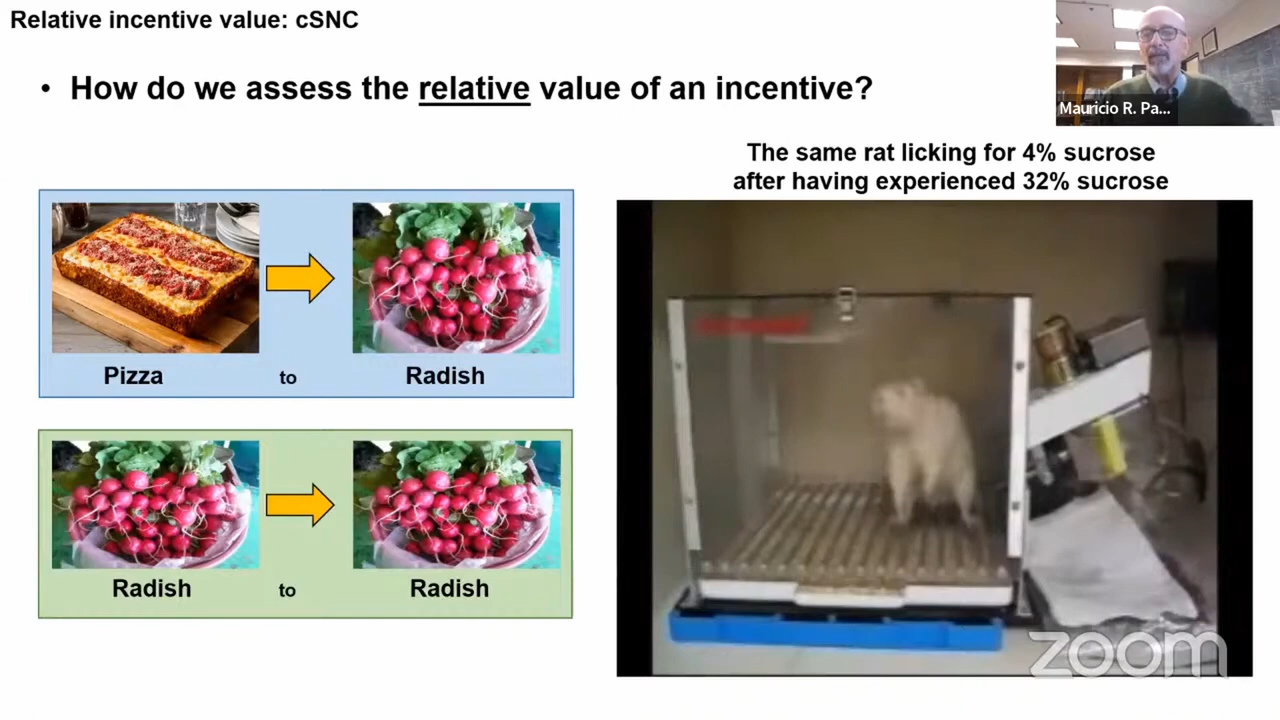 Relative incentive value: cSNC
• How do we assess the relative value of an incentive?
Mauricio R. Pa...
The same rat licking for 4% sucrose
after having experienced 32% sucrose
Pizza to Radish
Radish to Radish
zoom